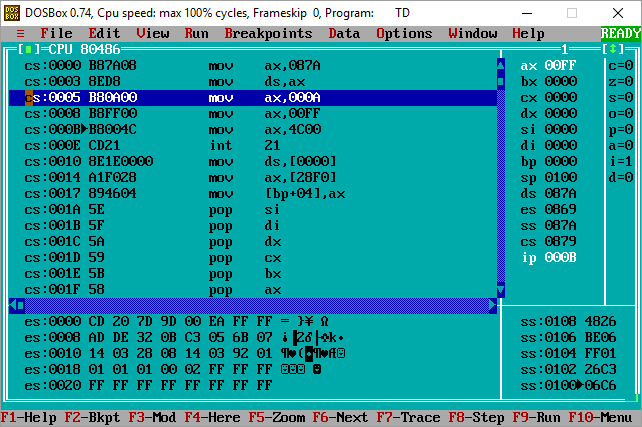 DOSBox 0.74, Cpu speed: max 100% cycles, Frameskip 0, Program: TD
≡ File Edit View Run Breakpoints Data Options Window Help READY
[■]=CPU 80486 1 [↕]
cs:0000 B87A08 mov ax,087A
cs:0003 8ED8 mov ds,ax
cs:0005 B80A00 mov ax,000A
cs:0008 B8FF00 mov ax,00FF
cs:000B►B8004C mov ax,4C00
cs:000E CD21 int 21
cs:0010 8E1E0000 mov ds,[0000]
cs:0014 A1F028 mov ax,[28F0]
cs:0017 894604 mov [bp+04],ax
cs:001A 5E pop si
cs:001B 5F pop di
cs:001C 5A pop dx
cs:001D 59 pop cx
cs:001E 5B pop bx
cs:001F 58 pop ax
ax 00FF c=0
bx 0000 z=0
cx 0000 s=0
dx 0000 o=0
si 0000 p=0
di 0000 a=0
bp 0000 i=1
sp 0100 d=0
ds 087A
es 0869
ss 087A
cs 0879
ip 000B
es:0000 CD 20 7D 9D 00 EA FF FF = }¥ Ω
es:0008 AD DE 32 0B C3 05 6B 07 ¡▐2♂├♣k•
es:0010 14 03 28 08 14 03 92 01 ¶♥(◘¶♥Æ☺
es:0018 01 01 01 00 02 FF FF FF ☺☺☺ ☻
es:0020 FF FF FF FF FF FF FF FF
ss:0108 4826
ss:0106 BE06
ss:0104 FF01
ss:0102 26C3
ss:0100►06C6
F1-Help F2-Bkpt F3-Mod F4-Here F5-Zoom F6-Next F7-Trace F8-Step F9-Run F10-Menu